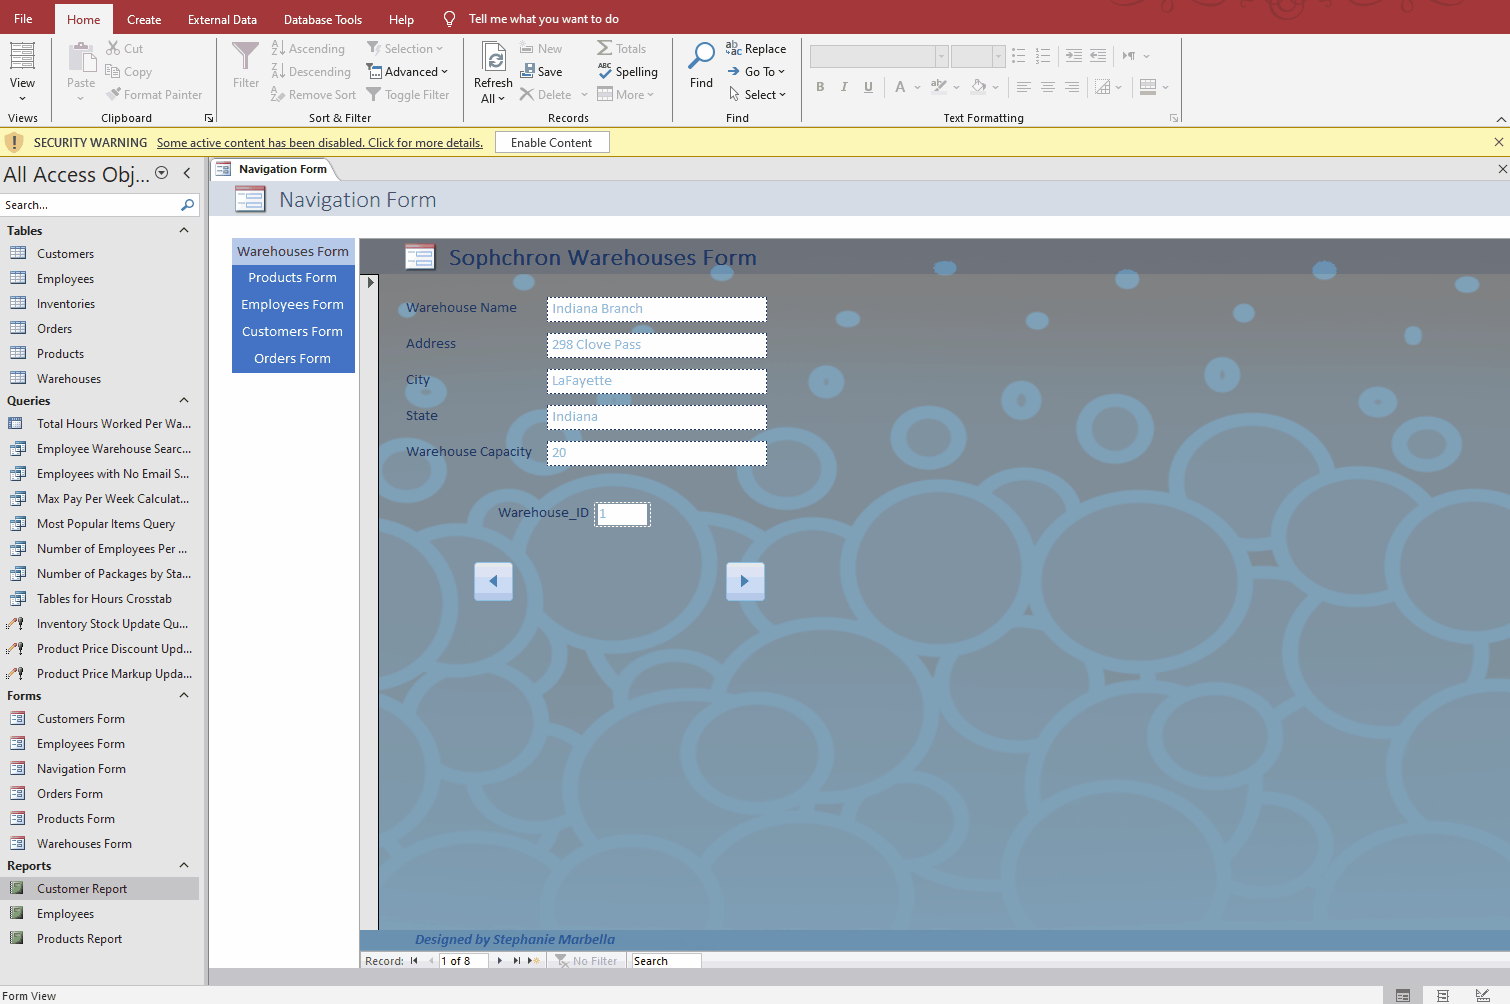 File Home Create External Data Database Tools Help Tell me what you want to do
View
Views
Paste
Cut
Copy
Format Painter
Clipboard
Filter
Ascending
Descending
Remove Sort
Selection
Advanced
Toggle Filter
Sort & Filter
Refresh
All
New
Save
Delete
Totals
Spelling
More
Records
Find
Replace
Go To
Select
Find
B I U A
Text Formatting
SECURITY WARNING Some active content has been disabled. Click for more details. Enable Content
All Access Obj...
Search...
Tables
Customers
Employees
Inventories
Orders
Products
Warehouses
Queries
Total Hours Worked Per Wa...
Employee Warehouse Searc...
Employees with No Email S...
Max Pay Per Week Calculat...
Most Popular Items Query
Number of Employees Per ...
Number of Packages by Sta...
Tables for Hours Crosstab
Inventory Stock Update Qu...
Product Price Discount Upd...
Product Price Markup Upda...
Forms
Customers Form
Employees Form
Navigation Form
Orders Form
Products Form
Warehouses Form
Reports
Customer Report
Employees
Products Report
Navigation Form
Navigation Form
Warehouses Form
Products Form
Employees Form
Customers Form
Orders Form
Sophchron Warehouses Form
Warehouse Name Indiana Branch
Address 298 Clove Pass
City LaFayette
State Indiana
Warehouse Capacity 20
Warehouse_ID 1
Designed by Stephanie Marbella
Record: 1 of 8 No Filter Search
Form View